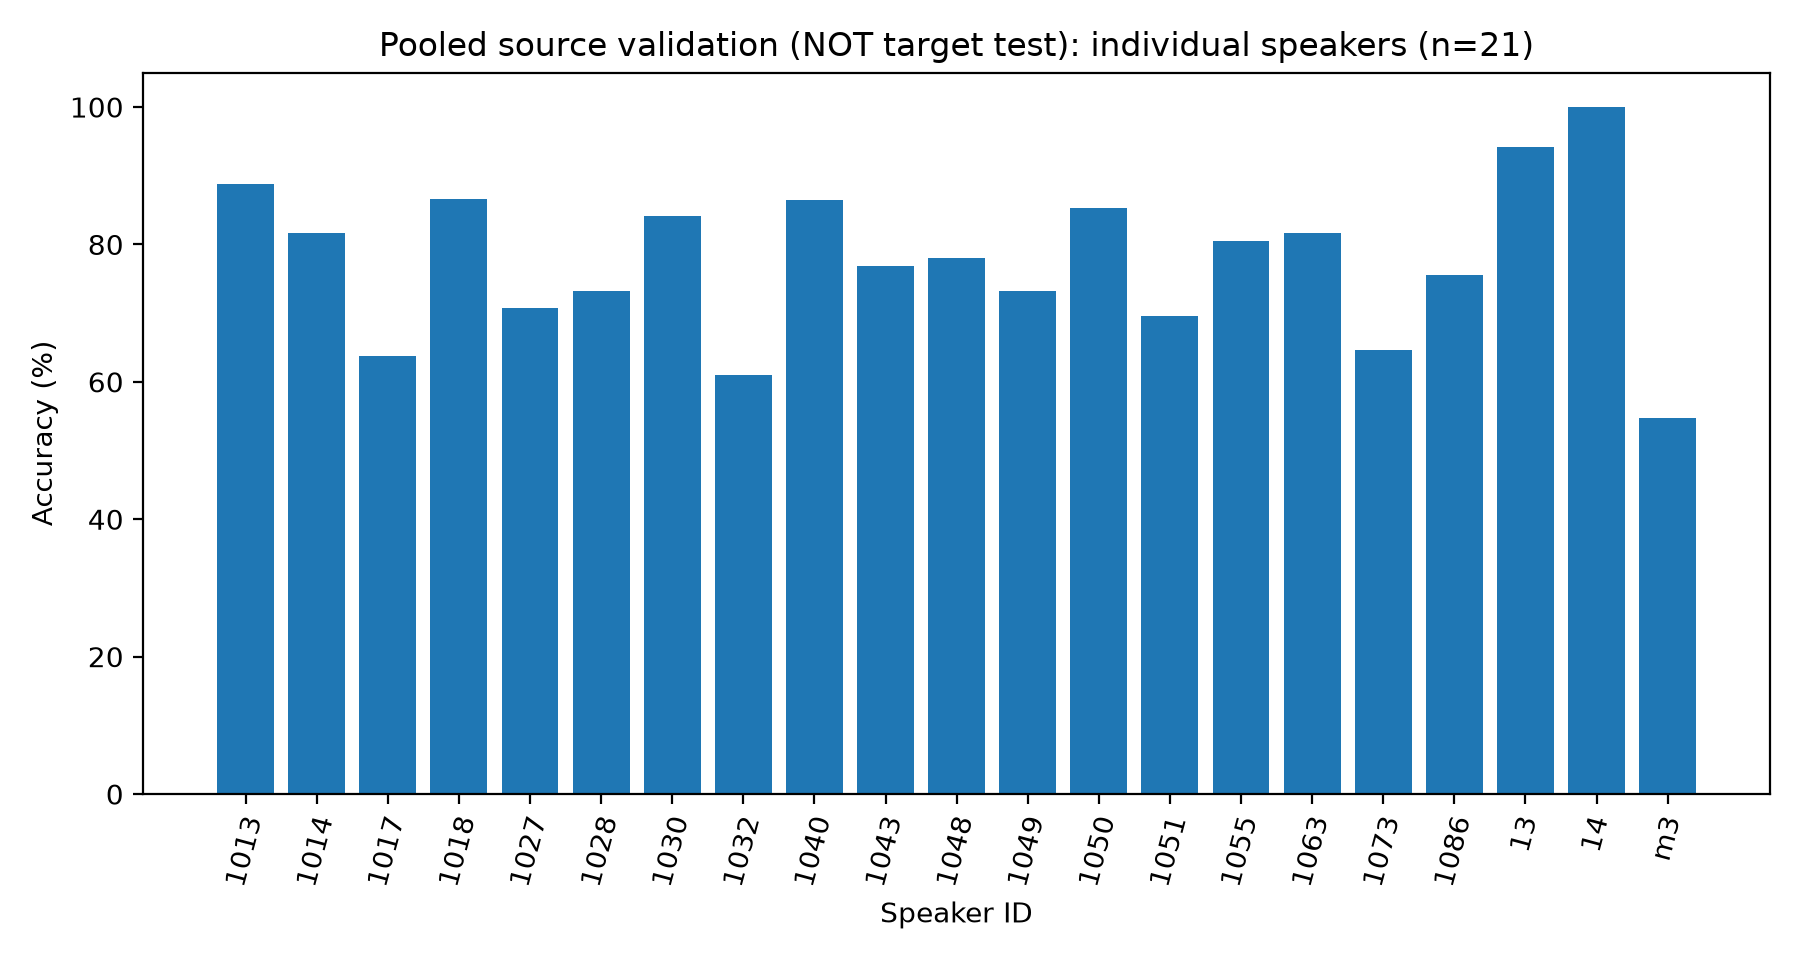 Pooled source validation (NOT target test): individual speakers (n=21)
Accuracy (%)
100
80
60
40
20
0
1013 1014 1017 1018 1027 1028 1030 1032 1040 1043 1048 1049 1050 1051 1055 1063 1073 1086 13 14 m3
Speaker ID